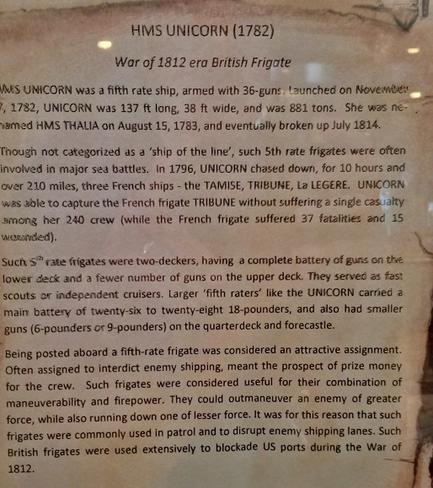 HMS UNICORN (1782)
War of 1812 era British Frigate
HMS UNICORN was a fifth rate ship, armed with 36-guns. Launched on November
7, 1782, UNICORN was 137 ft long, 38 ft wide, and was 881 tons. She was re-
named HMS THALIA on August 15, 1783, and eventually broken up July 1814.
Though not categorized as a 'ship of the line', such 5th rate frigates were often
involved in major sea battles. In 1796, UNICORN chased down, for 10 hours and
over 210 miles, three French ships - the TAMISE, TRIBUNE, La LEGERE. UNICORN
was able to capture the French frigate TRIBUNE without suffering a single casualty
among her 240 crew (while the French frigate suffered 37 fatalities and 15
wounded).
Such 5th rate frigates were two-deckers, having a complete battery of guns on the
lower deck and a fewer number of guns on the upper deck. They served as fast
scouts or independent cruisers. Larger 'fifth raters' like the UNICORN carried a
main battery of twenty-six to twenty-eight 18-pounders, and also had smaller
guns (6-pounders or 9-pounders) on the quarterdeck and forecastle.
Being posted aboard a fifth-rate frigate was considered an attractive assignment.
Often assigned to interdict enemy shipping, meant the prospect of prize money
for the crew. Such frigates were considered useful for their combination of
maneuverability and firepower. They could outmaneuver an enemy of greater
force, while also running down one of lesser force. It was for this reason that such
frigates were commonly used in patrol and to disrupt enemy shipping lanes. Such
British frigates were used extensively to blockade US ports during the War of
1812.